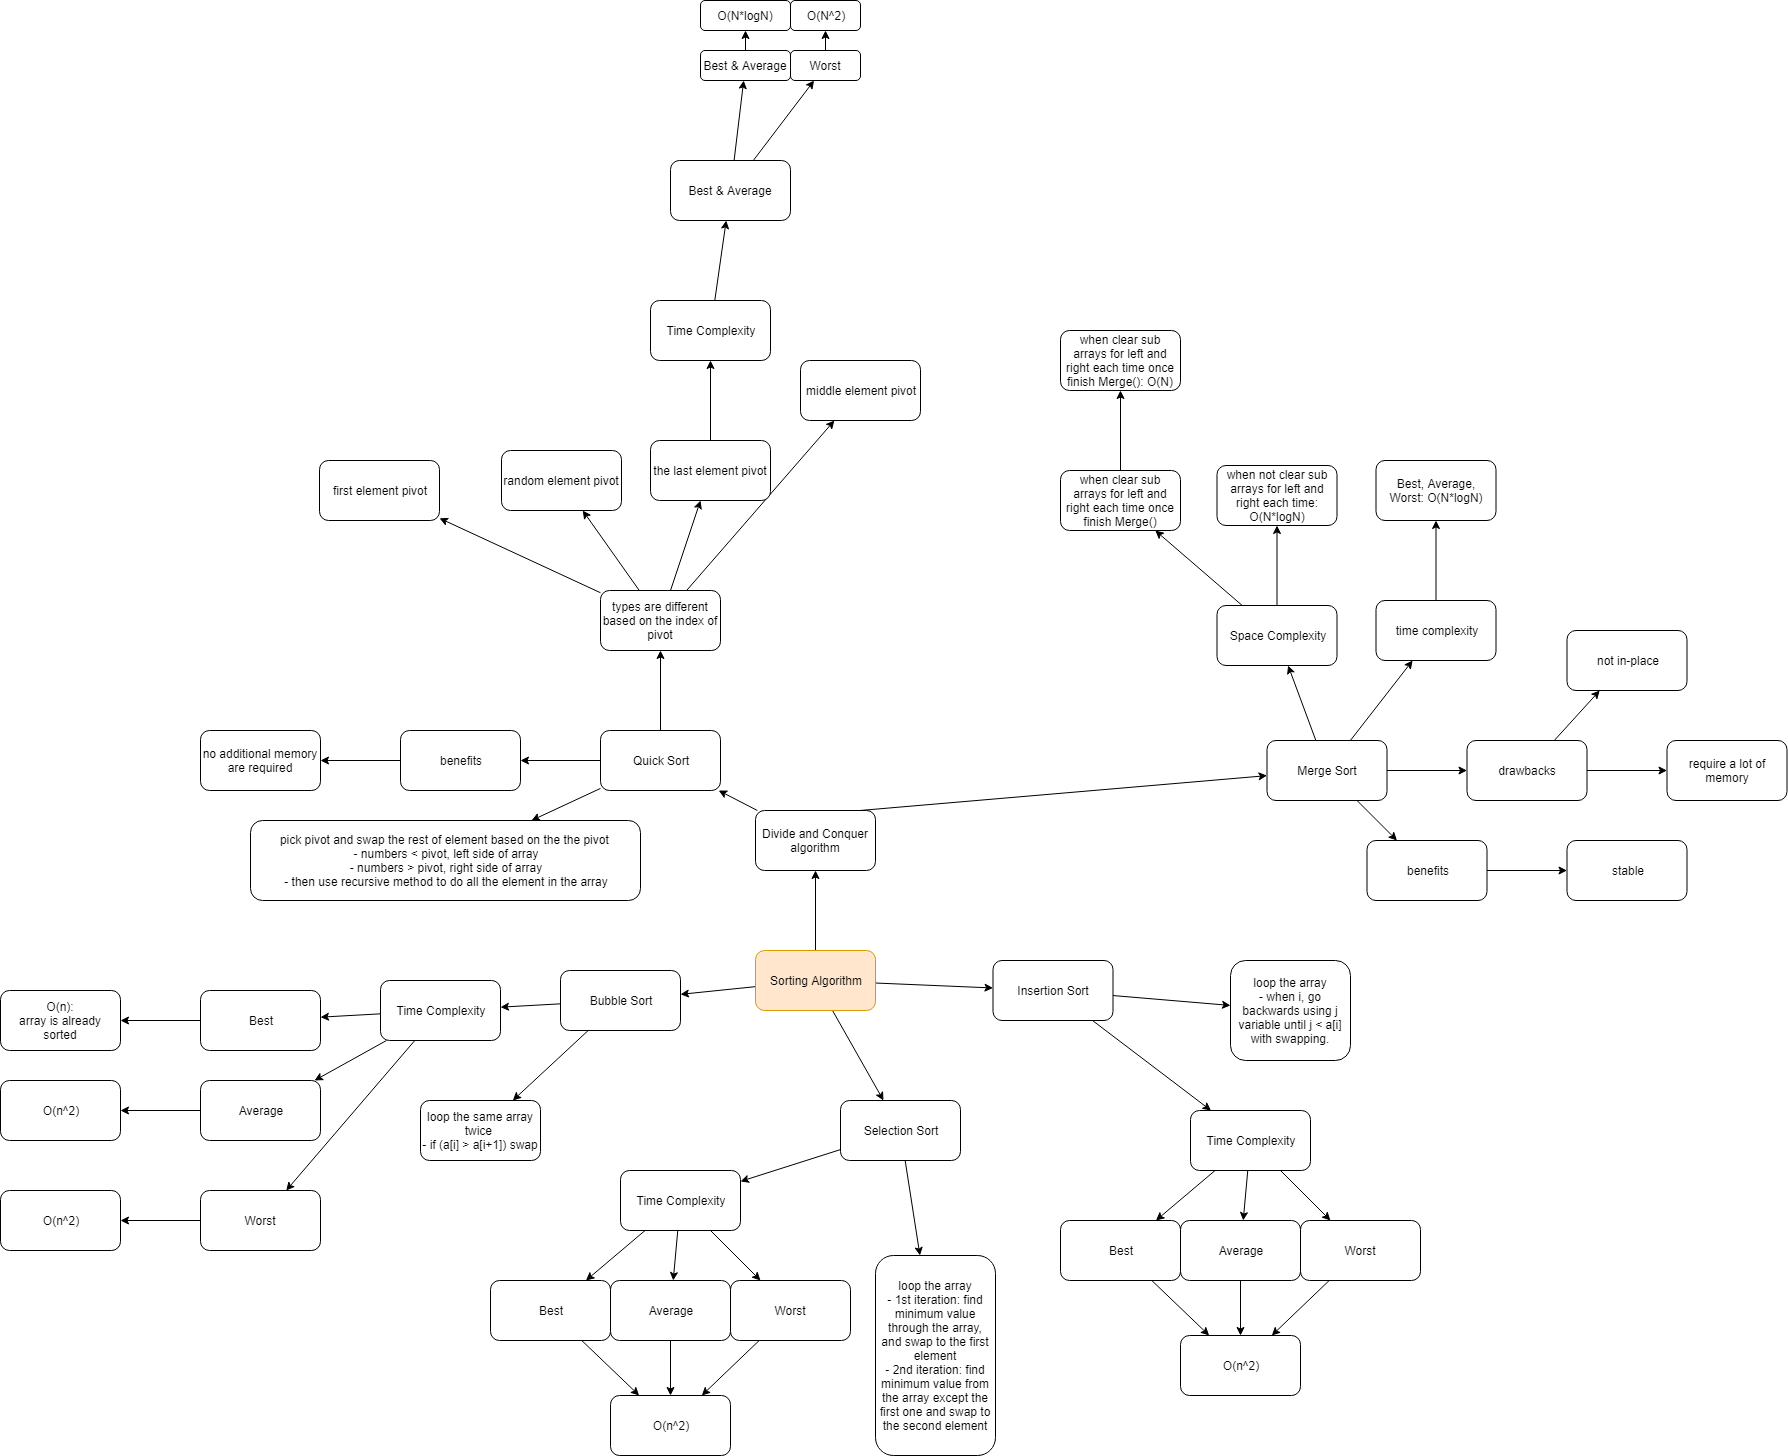 O(N*logN)
O(N^2)
Best & Average
Worst
Best & Average
Time Complexity
middle element pivot
the last element pivot
random element pivot
first element pivot
types are different
based on the index of
pivot
when clear sub
arrays for left and
right each time once
finish Merge(): O(N)
when clear sub
arrays for left and
right each time once
finish Merge()
when not clear sub
arrays for left and
right each time:
O(N*logN)
Best, Average,
Worst: O(N*logN)
Space Complexity
time complexity
not in-place
no additional memory
are required
benefits
Quick Sort
Merge Sort
drawbacks
require a lot of
memory
pick pivot and swap the rest of element based on the the pivot
- numbers < pivot, left side of array
- numbers > pivot, right side of array
- then use recursive method to do all the element in the array
Divide and Conquer
algorithm
benefits
stable
Sorting Algorithm
Bubble Sort
Time Complexity
Best
O(n):
array is already
sorted
Average
O(n^2)
Worst
O(n^2)
loop the same array
twice
- if (a[i] > a[i+1]) swap
Insertion Sort
loop the array
- when i, go
backwards using j
variable until j < a[i]
with swapping.
Selection Sort
Time Complexity
Best
Average
Worst
O(n^2)
loop the array
- 1st iteration: find
minimum value
through the array,
and swap to the first
element
- 2nd iteration: find
minimum value from
the array except the
first one and swap to
the second element
Time Complexity
Best
Average
Worst
O(n^2)